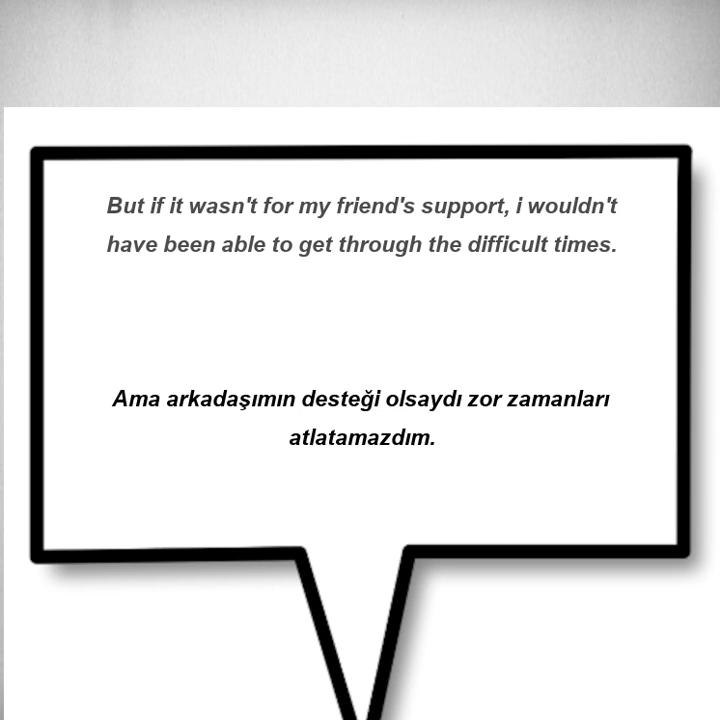 But if it wasn't for my friend's support, i wouldn't
have been able to get through the difficult times.
Ama arkadaşımın desteği olsaydı zor zamanları
atlatamazdım.